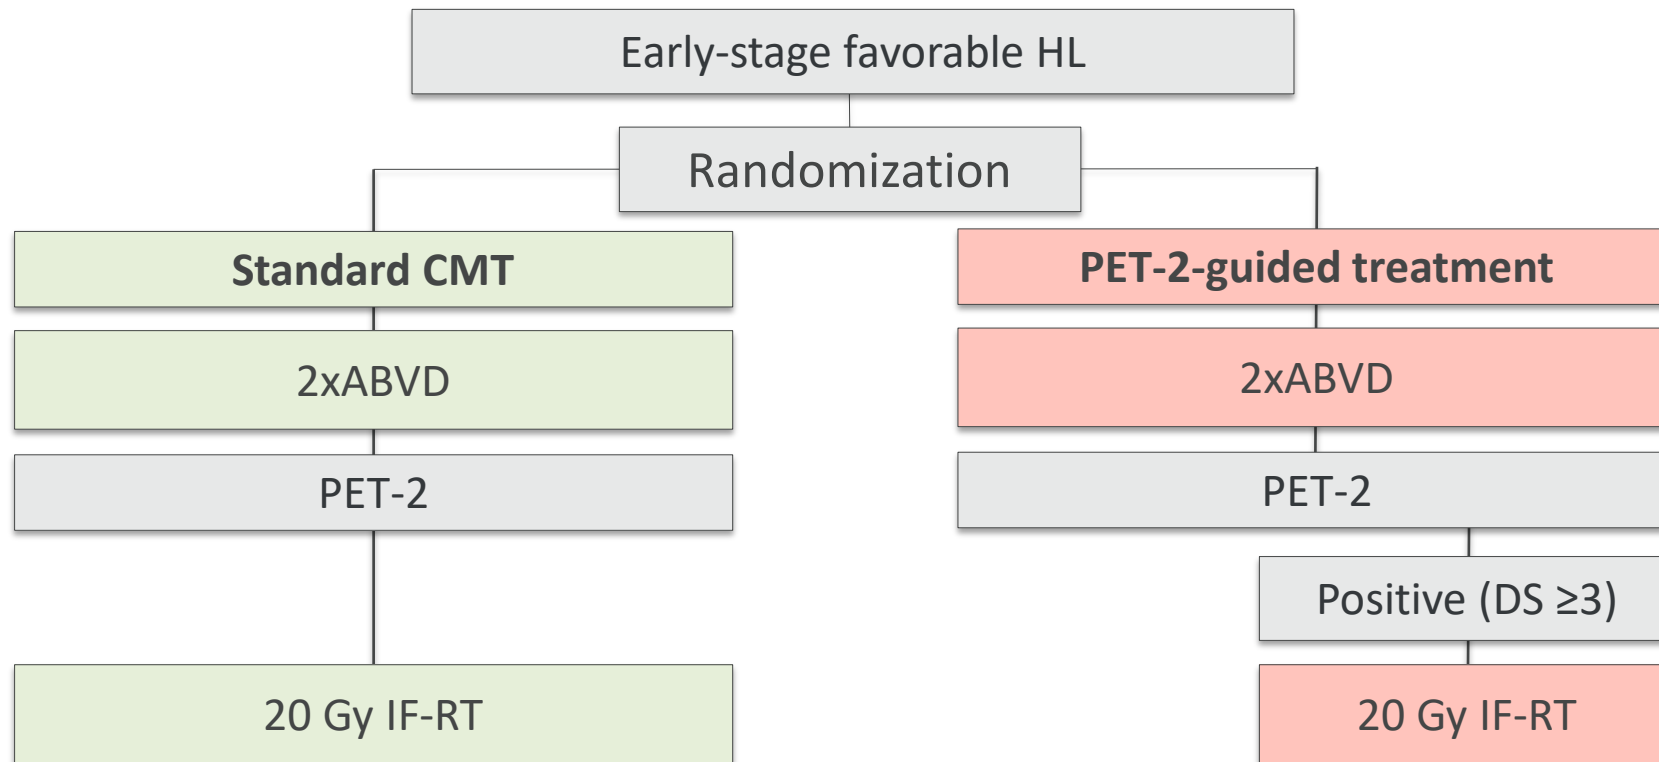 Early-stage favorable HL
Randomization
Standard CMT
PET-2-guided treatment
2xABVD
2xABVD
PET-2
PET-2
Positive (DS ≥3)
20 Gy IF-RT
20 Gy IF-RT